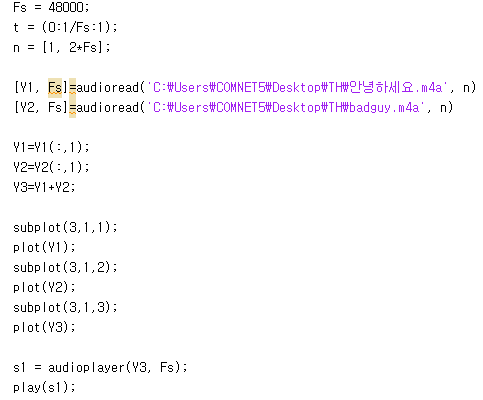 Fs = 48000;
t = (0:1/Fs:1);
n = [1, 2*Fs];
[Y1, Fs]=audioread('C:₩Users₩COMNET5₩Desktop₩TH₩안녕하세요.m4a', n)
[Y2, Fs]=audioread('C:₩Users₩COMNET5₩Desktop₩TH₩badguy.m4a', n)
Y1=Y1(:,1);
Y2=Y2(:,1);
Y3=Y1+Y2;
subplot(3,1,1);
plot(Y1);
subplot(3,1,2);
plot(Y2);
subplot(3,1,3);
plot(Y3);
s1 = audioplayer(Y3, Fs);
play(s1);